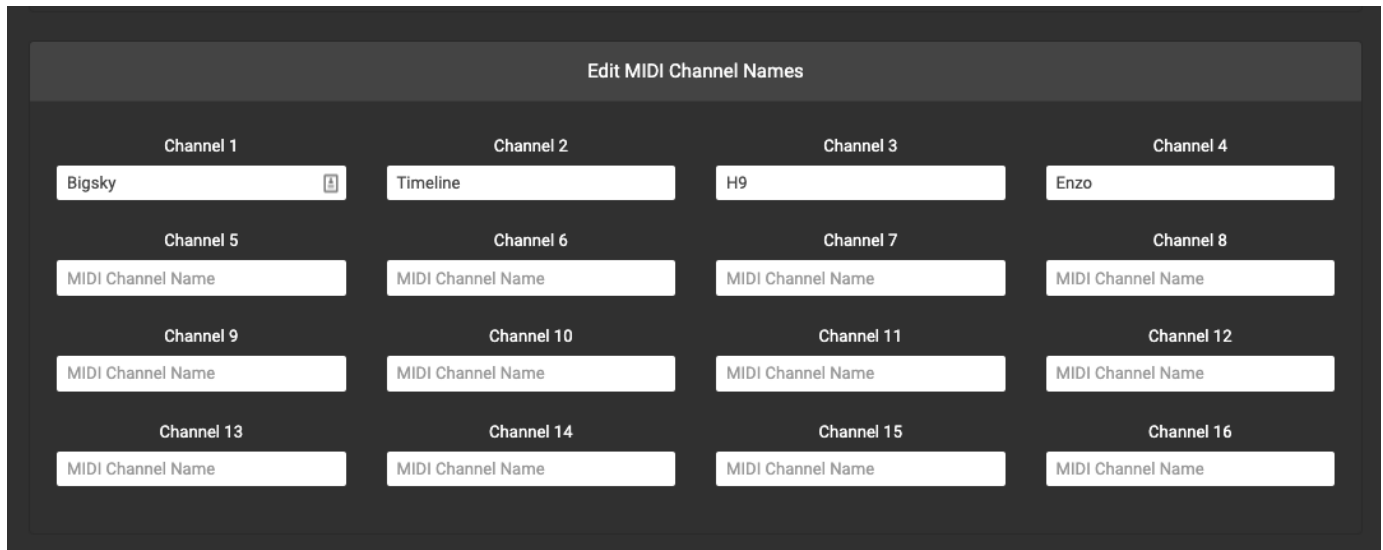 Edit MIDI Channel Names
Channel 1 Channel 2 Channel 3 Channel 4
Bigsky Timeline H9 Enzo
Channel 5 Channel 6 Channel 7 Channel 8
MIDI Channel Name MIDI Channel Name MIDI Channel Name MIDI Channel Name
Channel 9 Channel 10 Channel 11 Channel 12
MIDI Channel Name MIDI Channel Name MIDI Channel Name MIDI Channel Name
Channel 13 Channel 14 Channel 15 Channel 16
MIDI Channel Name MIDI Channel Name MIDI Channel Name MIDI Channel Name